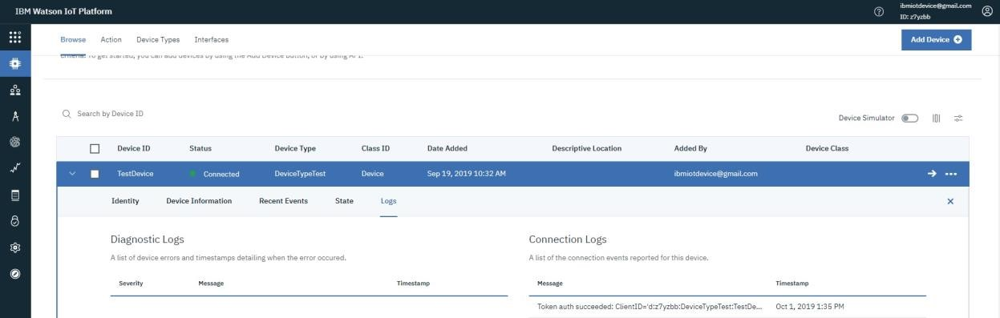 IBM Watson IoT Platform
ibmiotdevice@gmail.com
ID: z7yzbb
Browse Action Device Types Interfaces
Add Device
criteria. To get started, you can add devices by using the Add Device button, or by using API.
Search by Device ID
Device Simulator
Device ID Status Device Type Class ID Date Added Descriptive Location Added By Device Class
TestDevice Connected DeviceTypeTest Device Sep 19, 2019 10:32 AM ibmiotdevice@gmail.com
Identity Device Information Recent Events State Logs
Diagnostic Logs Connection Logs
A list of device errors and timestamps detailing when the error occured. A list of the connection events reported for this device.
Severity Message Timestamp Message Timestamp
Token auth succeeded: ClientID='d:z7yzbb:DeviceTypeTest:TestDe... Oct 1, 2019 1:35 PM